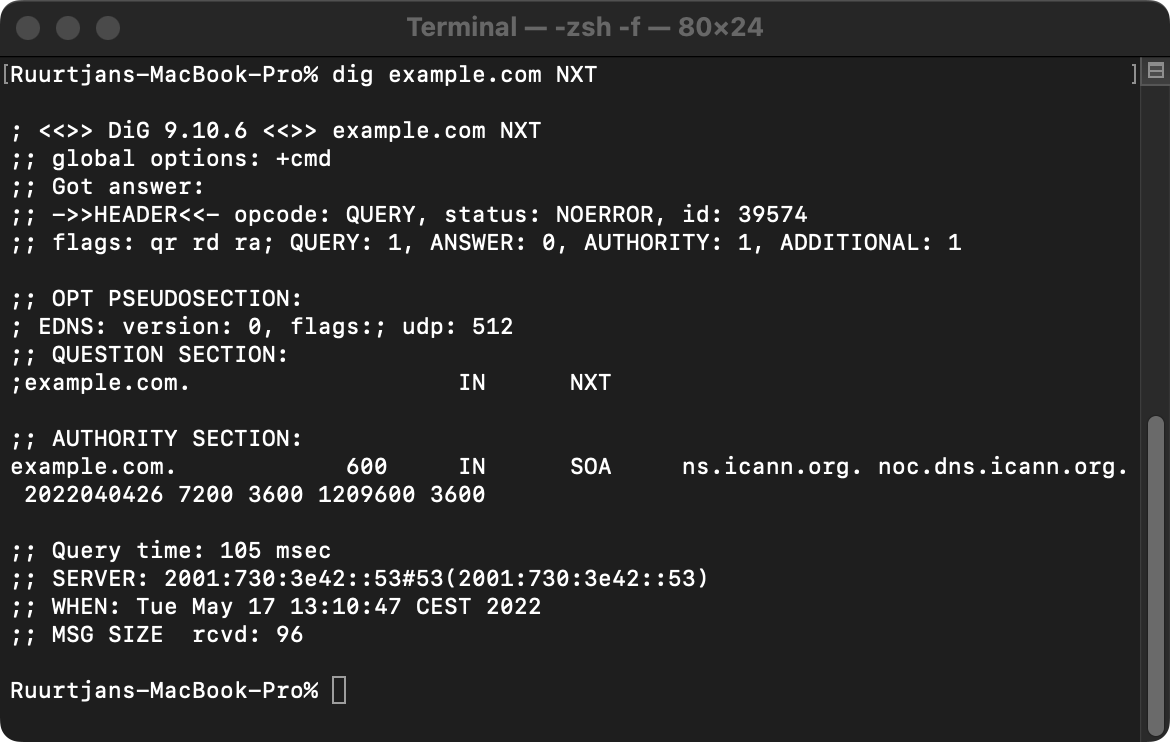 Terminal — -zsh -f — 80×24
[Ruurtjans-MacBook-Pro% dig example.com NXT ]

; <<>> DiG 9.10.6 <<>> example.com NXT
;; global options: +cmd
;; Got answer:
;; ->>HEADER<<- opcode: QUERY, status: NOERROR, id: 39574
;; flags: qr rd ra; QUERY: 1, ANSWER: 0, AUTHORITY: 1, ADDITIONAL: 1

;; OPT PSEUDOSECTION:
; EDNS: version: 0, flags:; udp: 512
;; QUESTION SECTION:
;example.com. IN NXT

;; AUTHORITY SECTION:
example.com. 600 IN SOA ns.icann.org. noc.dns.icann.org.
2022040426 7200 3600 1209600 3600

;; Query time: 105 msec
;; SERVER: 2001:730:3e42::53#53(2001:730:3e42::53)
;; WHEN: Tue May 17 13:10:47 CEST 2022
;; MSG SIZE  rcvd: 96

Ruurtjans-MacBook-Pro%